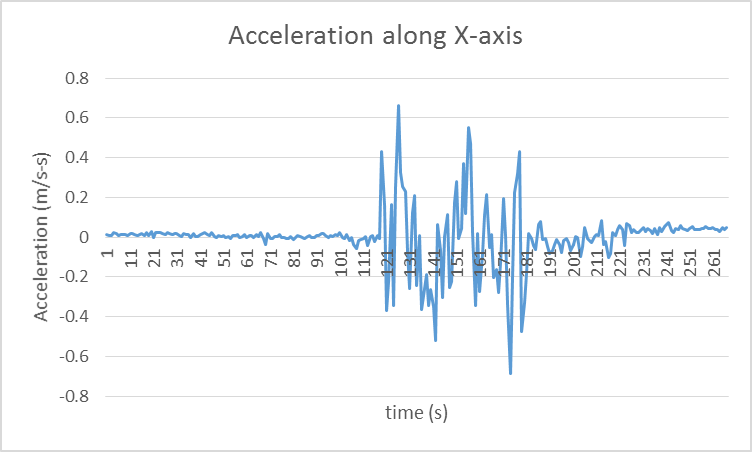 Acceleration along X-axis
0.8
0.6
0.4
0.2
0
-0.2
-0.4
-0.6
-0.8
Acceleration (m/s-s)
1 11 21 31 41 51 61 71 81 91 101 111 121 131 141 151 161 171 181 191 201 211 221 231 241 251 261
time (s)